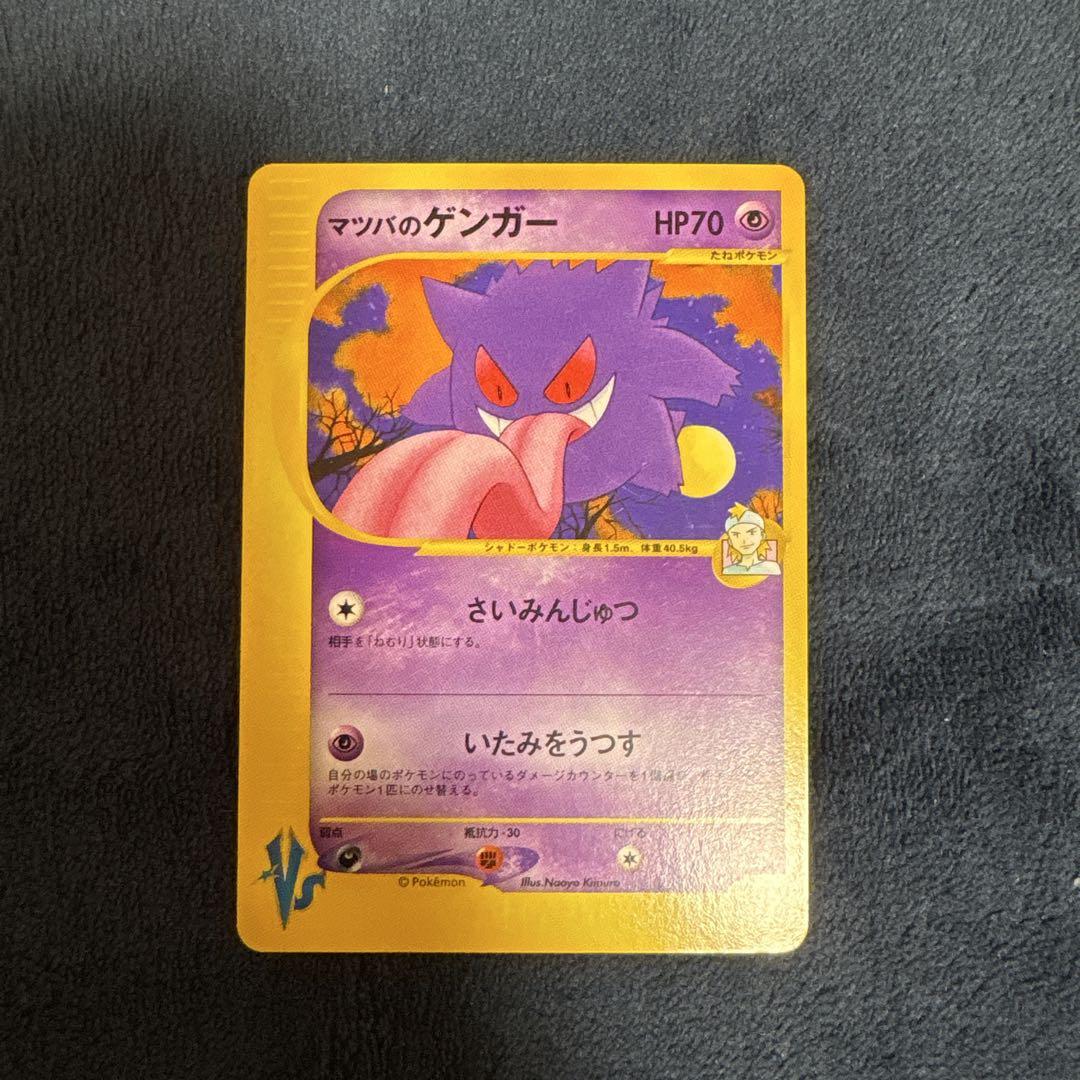 マツバのゲンガー HP70
たねポケモン
シャドーポケモン：身長1.5m、体重40.5kg
さいみんじゅつ
相手を「ねむり」状態にする。
いたみをうつす
自分の場のポケモンにのっているダメージカウンターを1個
ポケモン1匹にのせ替える。
弱点 抵抗力-30 にげる
© Pokémon Illus.Naoyo Kimura
VS